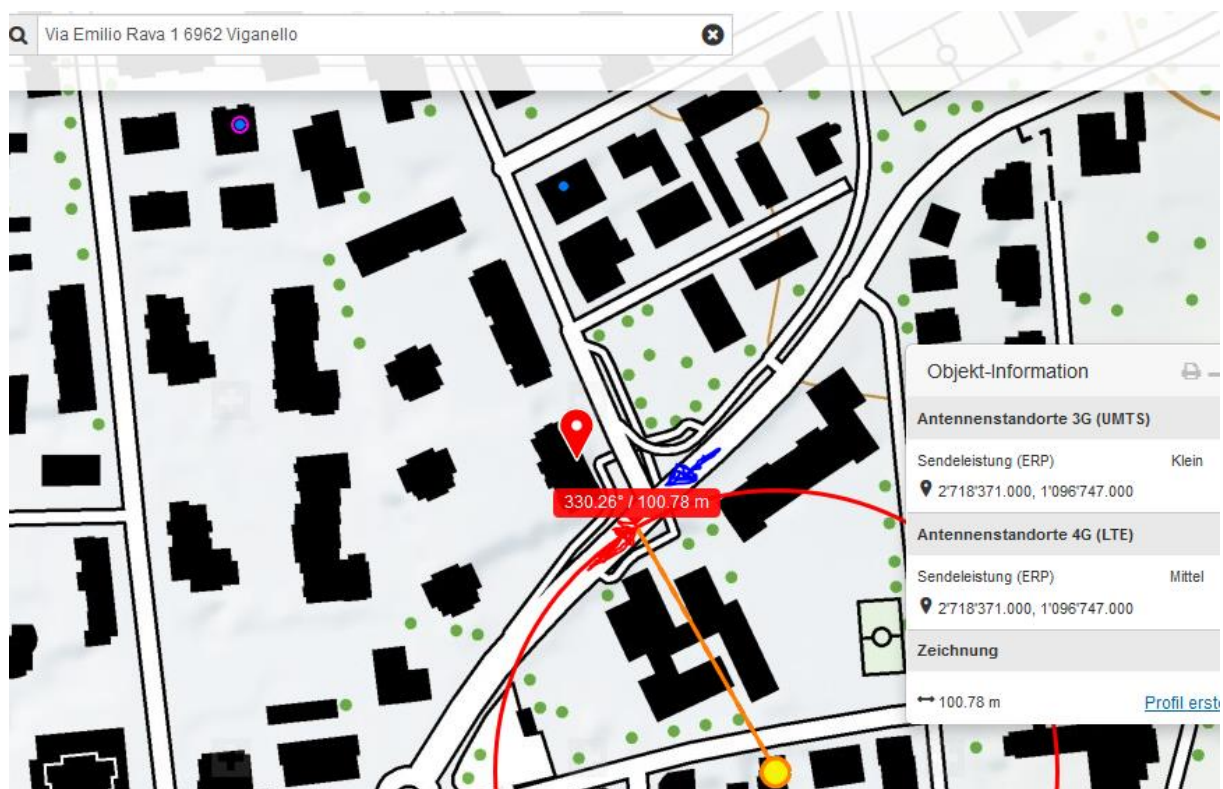 Via Emilio Rava 1 6962 Viganello
330.26° / 100.78 m
Objekt-Information
Antennenstandorte 3G (UMTS)
Sendeleistung (ERP) Klein
2'718'371.000, 1'096'747.000
Antennenstandorte 4G (LTE)
Sendeleistung (ERP) Mittel
2'718'371.000, 1'096'747.000
Zeichnung
100.78 m Profil erste